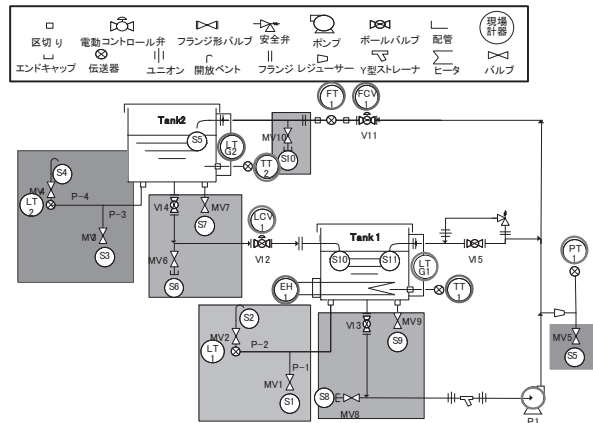 区切り
電動コントロール弁
フランジ形バルブ
安全弁
ポンプ
ボールバルブ
配管
現場
計器
エンドキャップ
伝送器
ユニオン
開放ベント
フランジ
レジューサー
Y型ストレーナ
ヒータ
バルブ
FT
1
FCV
1
V11
Tank2
S5
MV10
S10
LT
G2
TT
2
S4
MV4
LT
2
P-4
P-3
MV3
S3
V14
MV7
S7
MV6
S6
LCV
1
V12
Tank 1
S10
S11
LT
G1
V15
PT
1
EH
1
TT
1
S2
MV2
LT
1
P-2
P-1
MV1
S1
V13
MV9
S9
S8
MV8
MV5
S5
P1